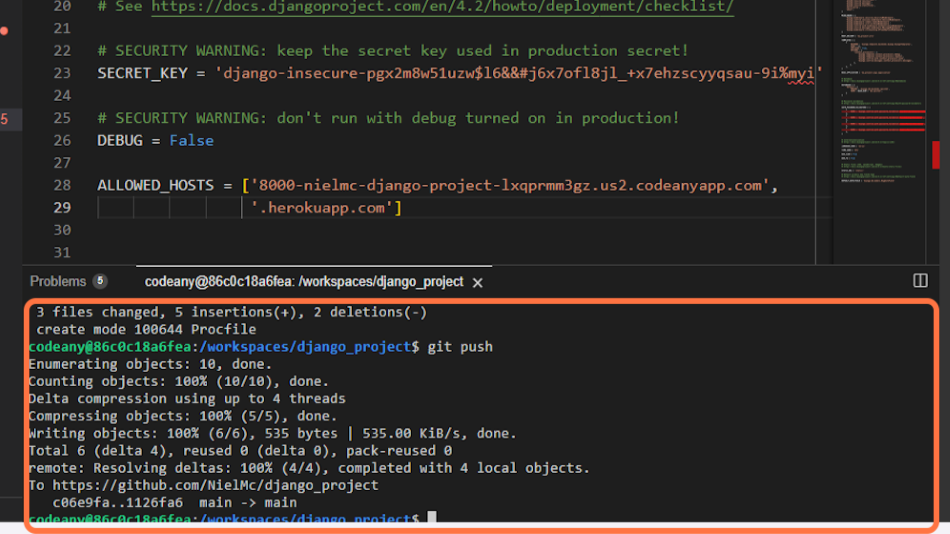 20 # See https://docs.djangoproject.com/en/4.2/howto/deployment/checklist/
21
22 # SECURITY WARNING: keep the secret key used in production secret!
23 SECRET_KEY = 'django-insecure-pgx2m8w51uzw$l6&&#j6x7ofl8jl_+x7ehzscyyqsau-9i%myi'
24
25 # SECURITY WARNING: don't run with debug turned on in production!
26 DEBUG = False
27
28 ALLOWED_HOSTS = ['8000-nielmc-django-project-lxqprmm3gz.us2.codeanyapp.com',
29 '.herokuapp.com']
30
31
5
Problems 5 codeany@86c0c18a6fea: /workspaces/django_project
3 files changed, 5 insertions(+), 2 deletions(-)
create mode 100644 Procfile
codeany@86c0c18a6fea:/workspaces/django_project$ git push
Enumerating objects: 10, done.
Counting objects: 100% (10/10), done.
Delta compression using up to 4 threads
Compressing objects: 100% (5/5), done.
Writing objects: 100% (6/6), 535 bytes | 535.00 KiB/s, done.
Total 6 (delta 4), reused 0 (delta 0), pack-reused 0
remote: Resolving deltas: 100% (4/4), completed with 4 local objects.
To https://github.com/NielMc/django_project
c06e9fa..1126fa6 main -> main
codeany@86c0c18a6fea:/workspaces/django_project$